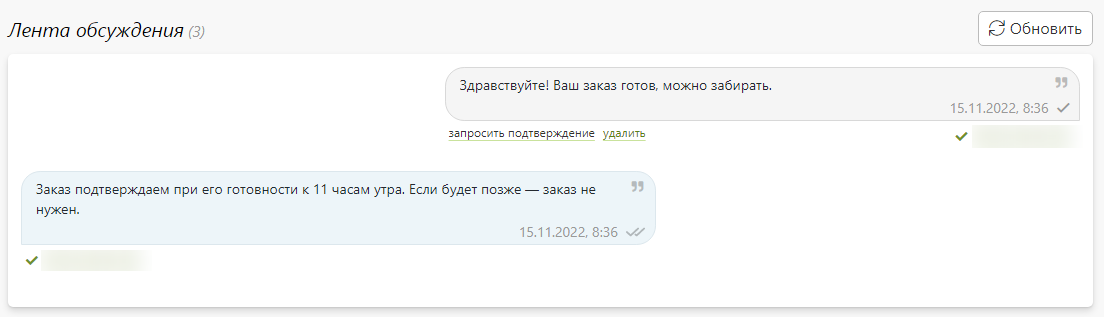 Лента обсуждения (3)
Обновить
Здравствуйте! Ваш заказ готов, можно забирать.
15.11.2022, 8:36
запросить подтверждение удалить
Заказ подтверждаем при его готовности к 11 часам утра. Если будет позже — заказ не
нужен.
15.11.2022, 8:36